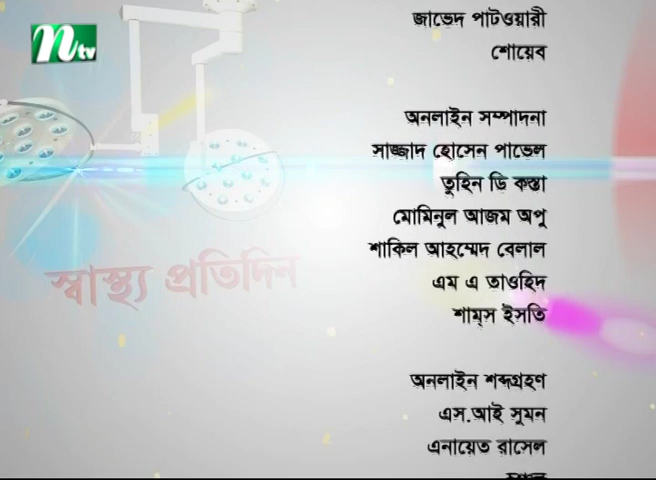 ntv
জাভেদ পাটওয়ারী
শোয়েব
অনলাইন সম্পাদনা
সাজ্জাদ হোসেন পাভেল
তুহিন ডি কস্তা
মোমিনুল আজম অপু
শাকিল আহম্মেদ বেলাল
এম এ তাওহিদ
শাম্‌স ইসতি
স্বাস্থ্য প্রতিদিন
অনলাইন শব্দগ্রহণ
এস.আই সুমন
এনায়েত রাসেল